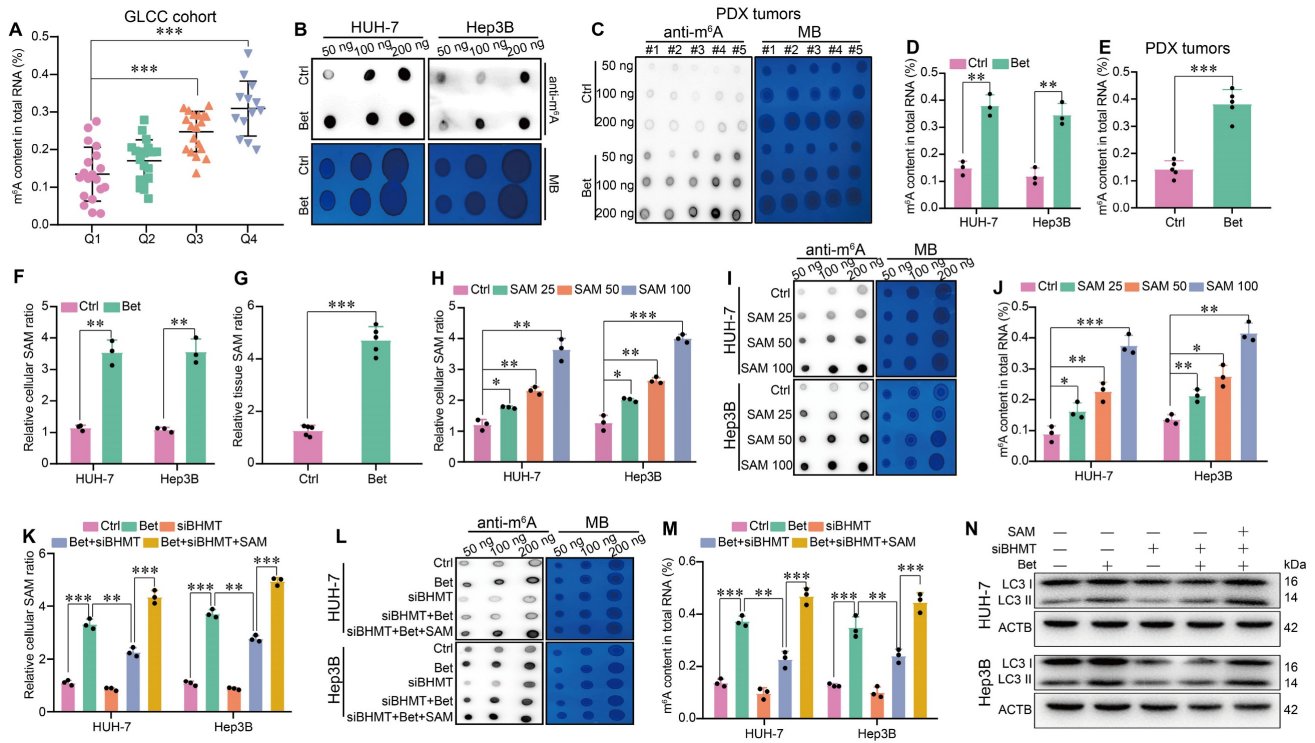 A
GLCC cohort
m⁶A content in total RNA (%)
0.5
0.4
0.3
0.2
0.1
0.0
***
***
Q1 Q2 Q3 Q4
B
HUH-7 Hep3B
50 ng 100 ng 200 ng 50 ng 100 ng 200 ng
Ctrl
Bet
anti-m⁶A
Ctrl
Bet
MB
C
PDX tumors
anti-m⁶A MB
#1 #2 #3 #4 #5 #1 #2 #3 #4 #5
Ctrl
50 ng
100 ng
200 ng
Bet
50 ng
100 ng
200 ng
D
Ctrl Bet
m⁶A content in total RNA (%)
0.5
0.4
0.3
0.2
0.1
0.0
** **
HUH-7 Hep3B
E
PDX tumors
m⁶A content in total RNA (%)
0.5
0.4
0.3
0.2
0.1
0.0
***
Ctrl Bet
F
Ctrl Bet
Relative cellular SAM ratio
5
4
3
2
1
0
** **
HUH-7 Hep3B
G
Relative tissue SAM ratio
6
4
2
0
***
Ctrl Bet
H
Ctrl SAM 25 SAM 50 SAM 100
Relative cellular SAM ratio
5
4
3
2
1
0
** ** *
*** ** *
HUH-7 Hep3B
I
anti-m⁶A MB
50 ng 100 ng 200 ng 50 ng 100 ng 200 ng
HUH-7
Ctrl
SAM 25
SAM 50
SAM 100
Hep3B
Ctrl
SAM 25
SAM 50
SAM 100
J
Ctrl SAM 25 SAM 50 SAM 100
m⁶A content in total RNA (%)
0.5
0.4
0.3
0.2
0.1
0.0
*** ** *
** * **
HUH-7 Hep3B
K
Ctrl Bet siBHMT
Bet+siBHMT Bet+siBHMT+SAM
Relative cellular SAM ratio
6
4
2
0
*** ** ***
*** ** ***
HUH-7 Hep3B
L
anti-m⁶A MB
50 ng 100 ng 200 ng 50 ng 100 ng 200 ng
HUH-7
Ctrl
Bet
siBHMT
siBHMT+Bet
siBHMT+Bet+SAM
Hep3B
Ctrl
Bet
siBHMT
siBHMT+Bet
siBHMT+Bet+SAM
M
Ctrl Bet siBHMT
Bet+siBHMT Bet+siBHMT+SAM
m⁶A content in total RNA (%)
0.6
0.4
0.2
0.0
*** ** ***
*** ** ***
HUH-7 Hep3B
N
SAM — — — — +
siBHMT — — + + +
Bet — + — + +
kDa
HUH-7
LC3 I 16
LC3 II 14
ACTB 42
Hep3B
LC3 I 16
LC3 II 14
ACTB 42